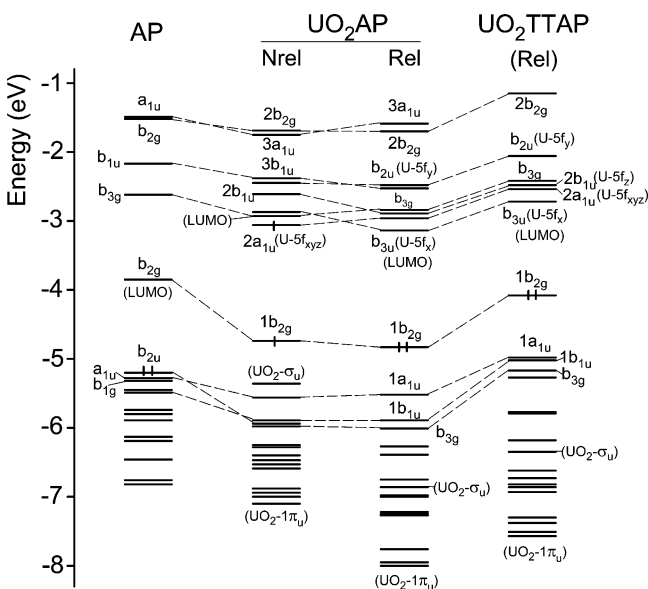 AP
UO₂AP
UO₂TTAP
Nrel
Rel
(Rel)
Energy (eV)
-1
-2
-3
-4
-5
-6
-7
-8
a₁ᵤ
b₂g
b₁ᵤ
b₃g
b₂g
(LUMO)
b₂ᵤ
a₁ᵤ
b₁g
2b₂g
3a₁ᵤ
3b₁ᵤ
2b₁ᵤ
(LUMO)
2a₁ᵤ(U-5fxyz)
1b₂g
(UO₂-σᵤ)
(UO₂-1πᵤ)
3a₁ᵤ
2b₂g
b₂ᵤ(U-5fy)
b₃g
b₃ᵤ(U-5fx)
(LUMO)
1b₂g
1a₁ᵤ
1b₁ᵤ
b₃g
(UO₂-σᵤ)
(UO₂-1πᵤ)
2b₂g
b₂ᵤ(U-5fy)
b₃g
2b₁ᵤ(U-5fz)
2a₁ᵤ(U-5fxyz)
b₃ᵤ(U-5fx)
(LUMO)
1b₂g
1a₁ᵤ
1b₁ᵤ
b₃g
(UO₂-σᵤ)
(UO₂-1πᵤ)